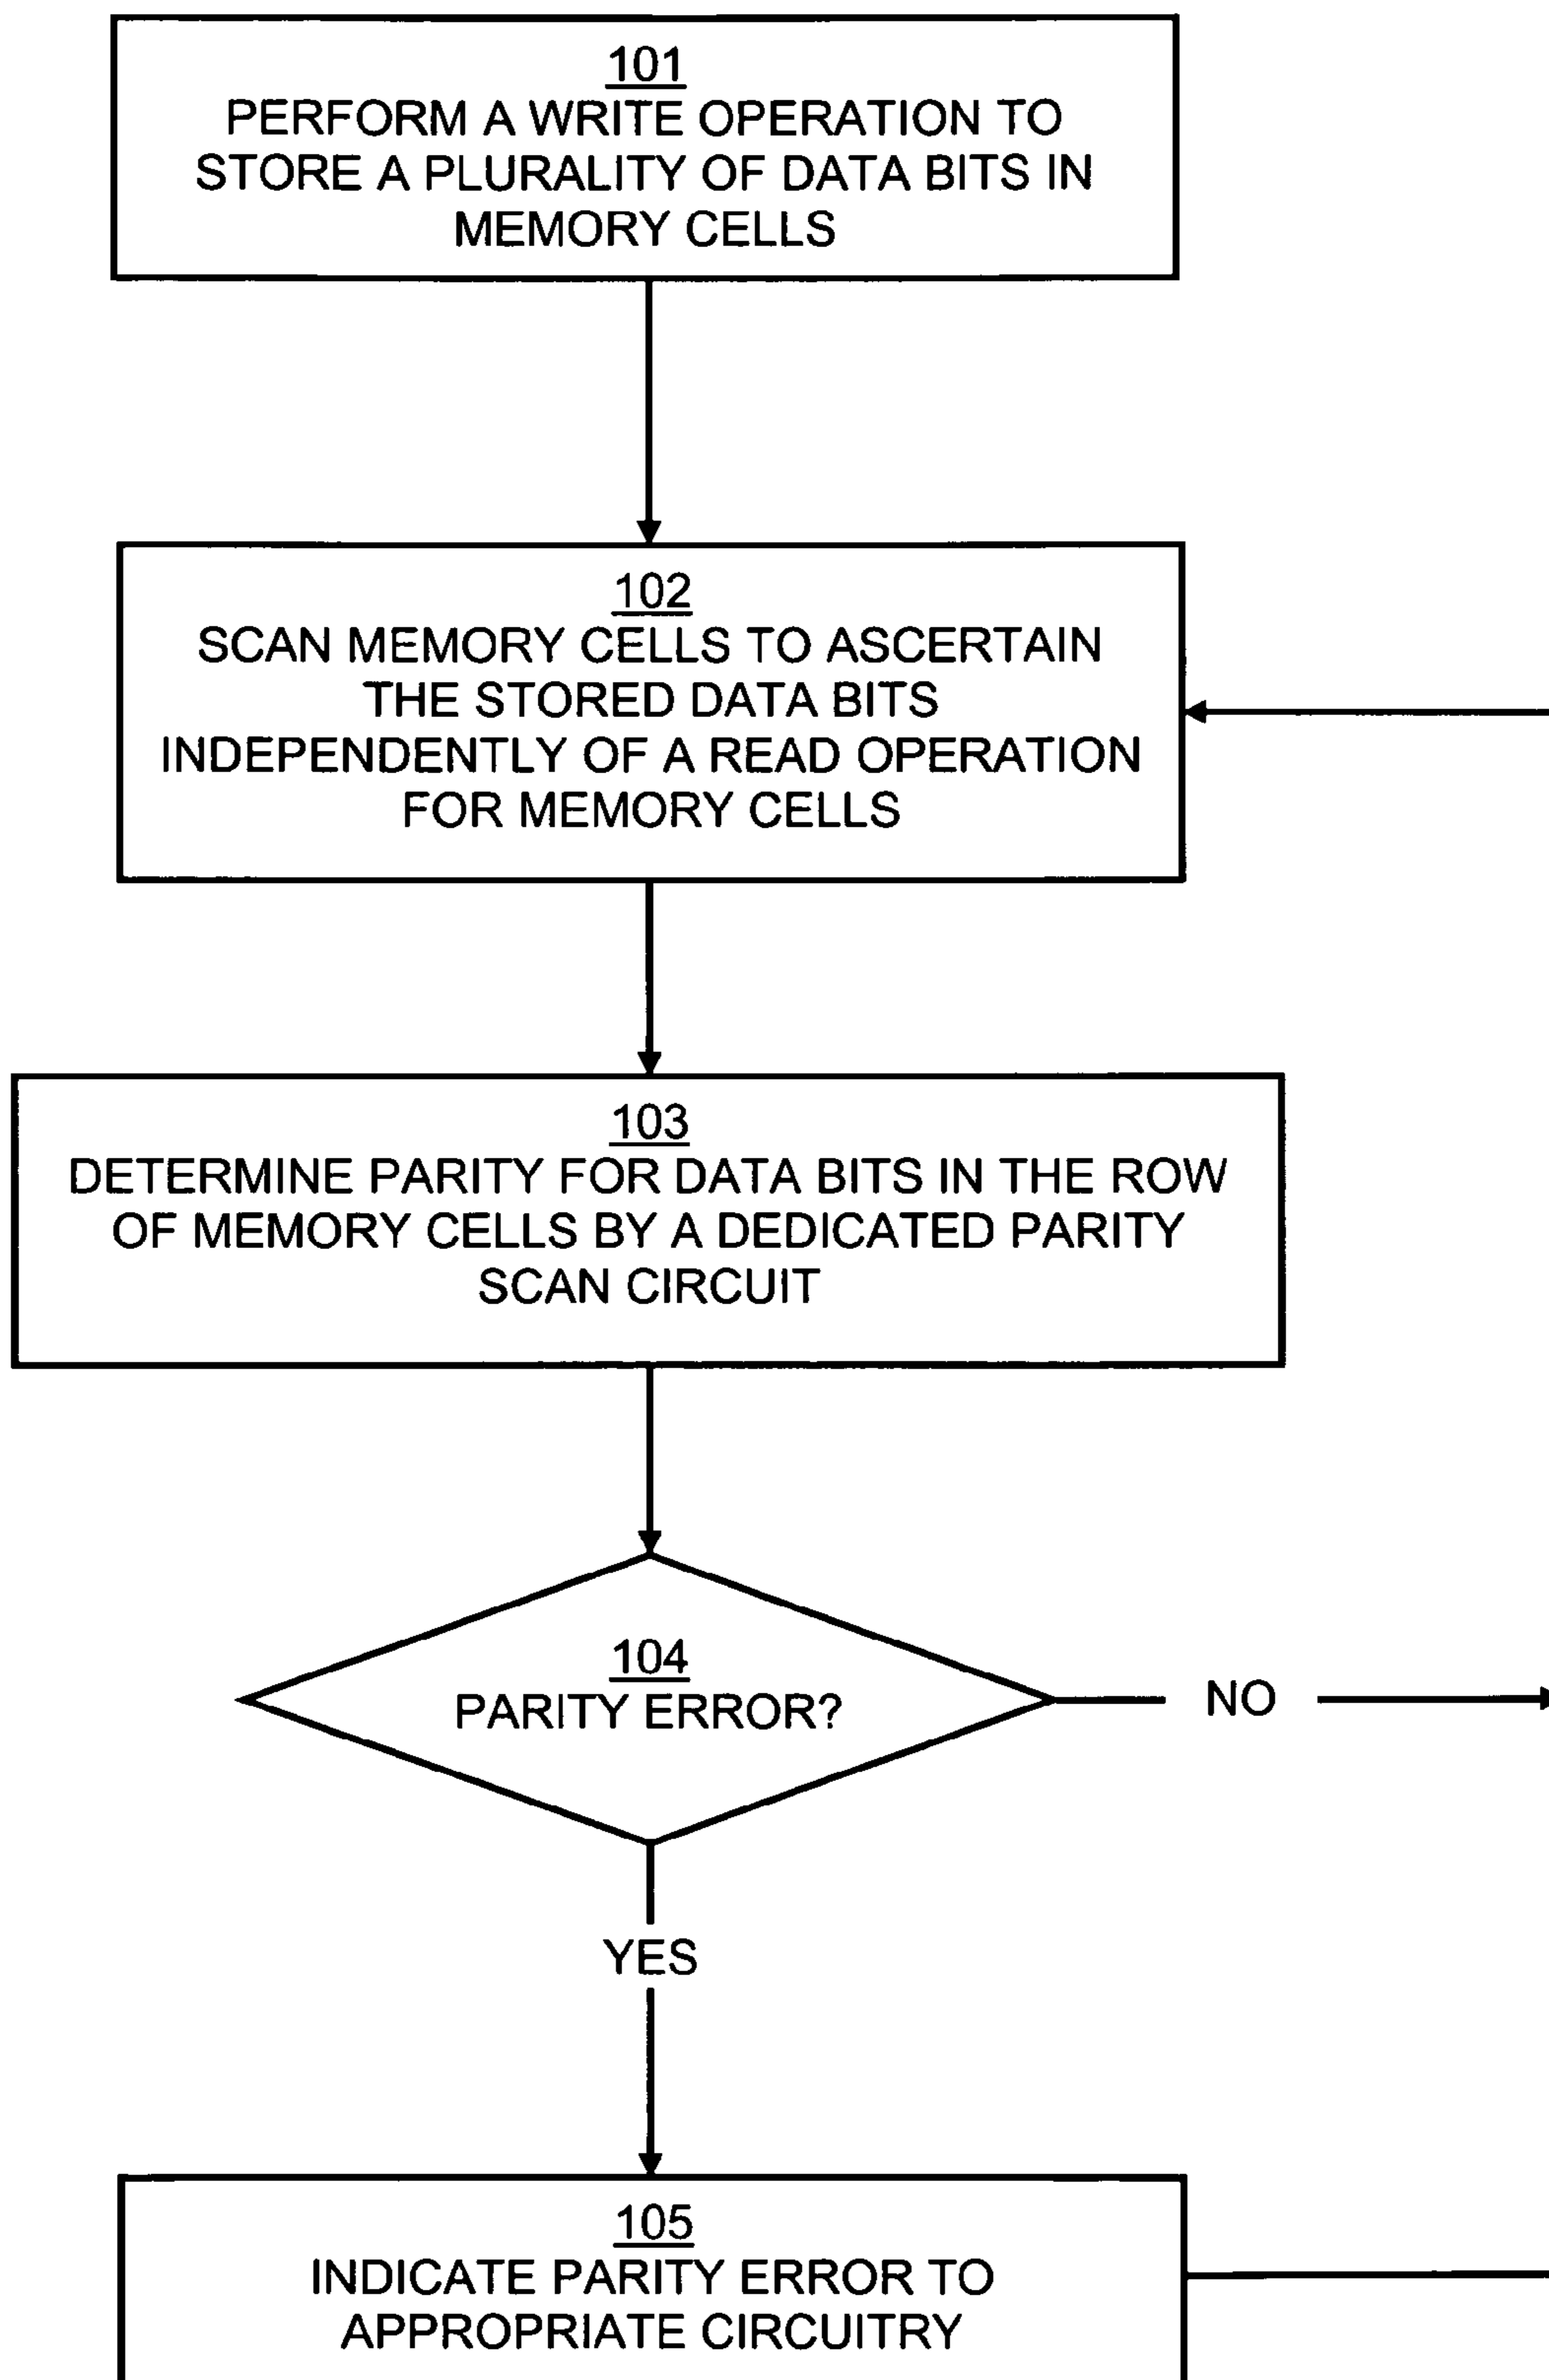 101
PERFORM A WRITE OPERATION TO
STORE A PLURALITY OF DATA BITS IN
MEMORY CELLS
102
SCAN MEMORY CELLS TO ASCERTAIN
THE STORED DATA BITS
INDEPENDENTLY OF A READ OPERATION
FOR MEMORY CELLS
103
DETERMINE PARITY FOR DATA BITS IN THE ROW
OF MEMORY CELLS BY A DEDICATED PARITY
SCAN CIRCUIT
104
PARITY ERROR?
NO
YES
105
INDICATE PARITY ERROR TO
APPROPRIATE CIRCUITRY